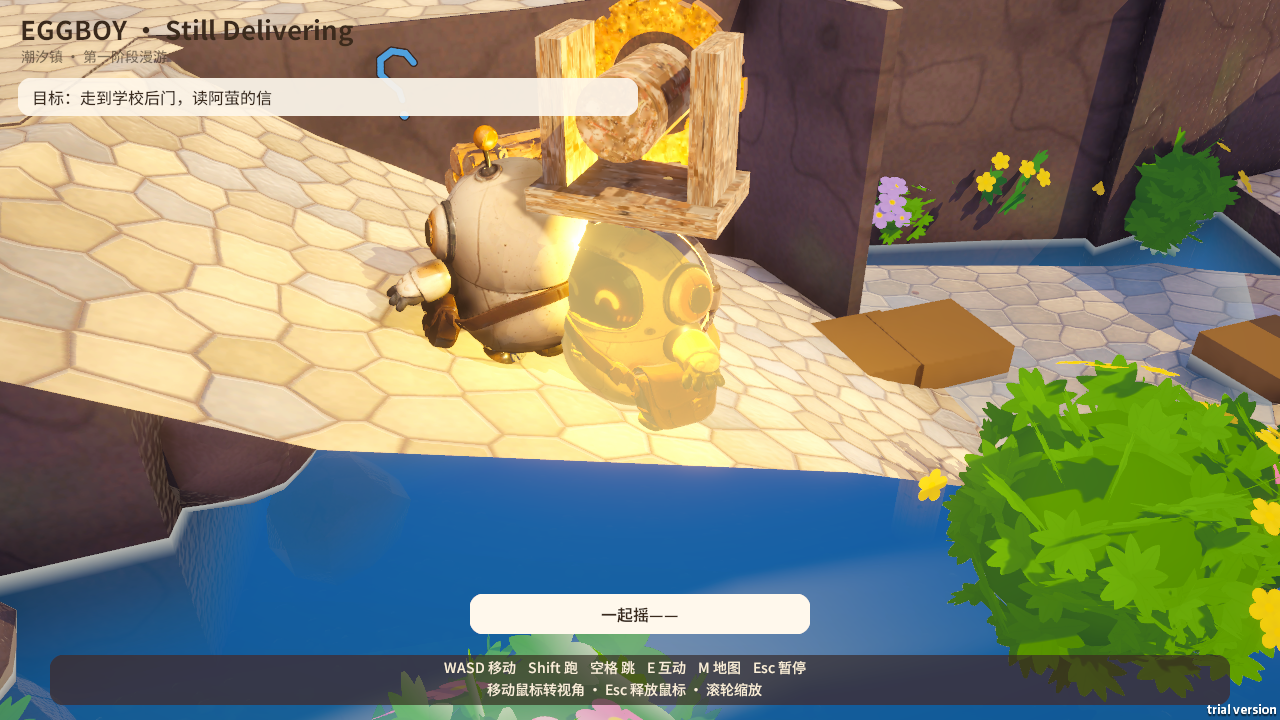 EGGBOY · Still Delivering
潮汐镇 · 第一阶段漫游
目标：走到学校后门，读阿萤的信
一起摇——
WASD 移动 Shift 跑 空格 跳 E 互动 M 地图 Esc 暂停
移动鼠标转视角 · Esc 释放鼠标 · 滚轮缩放
trial version